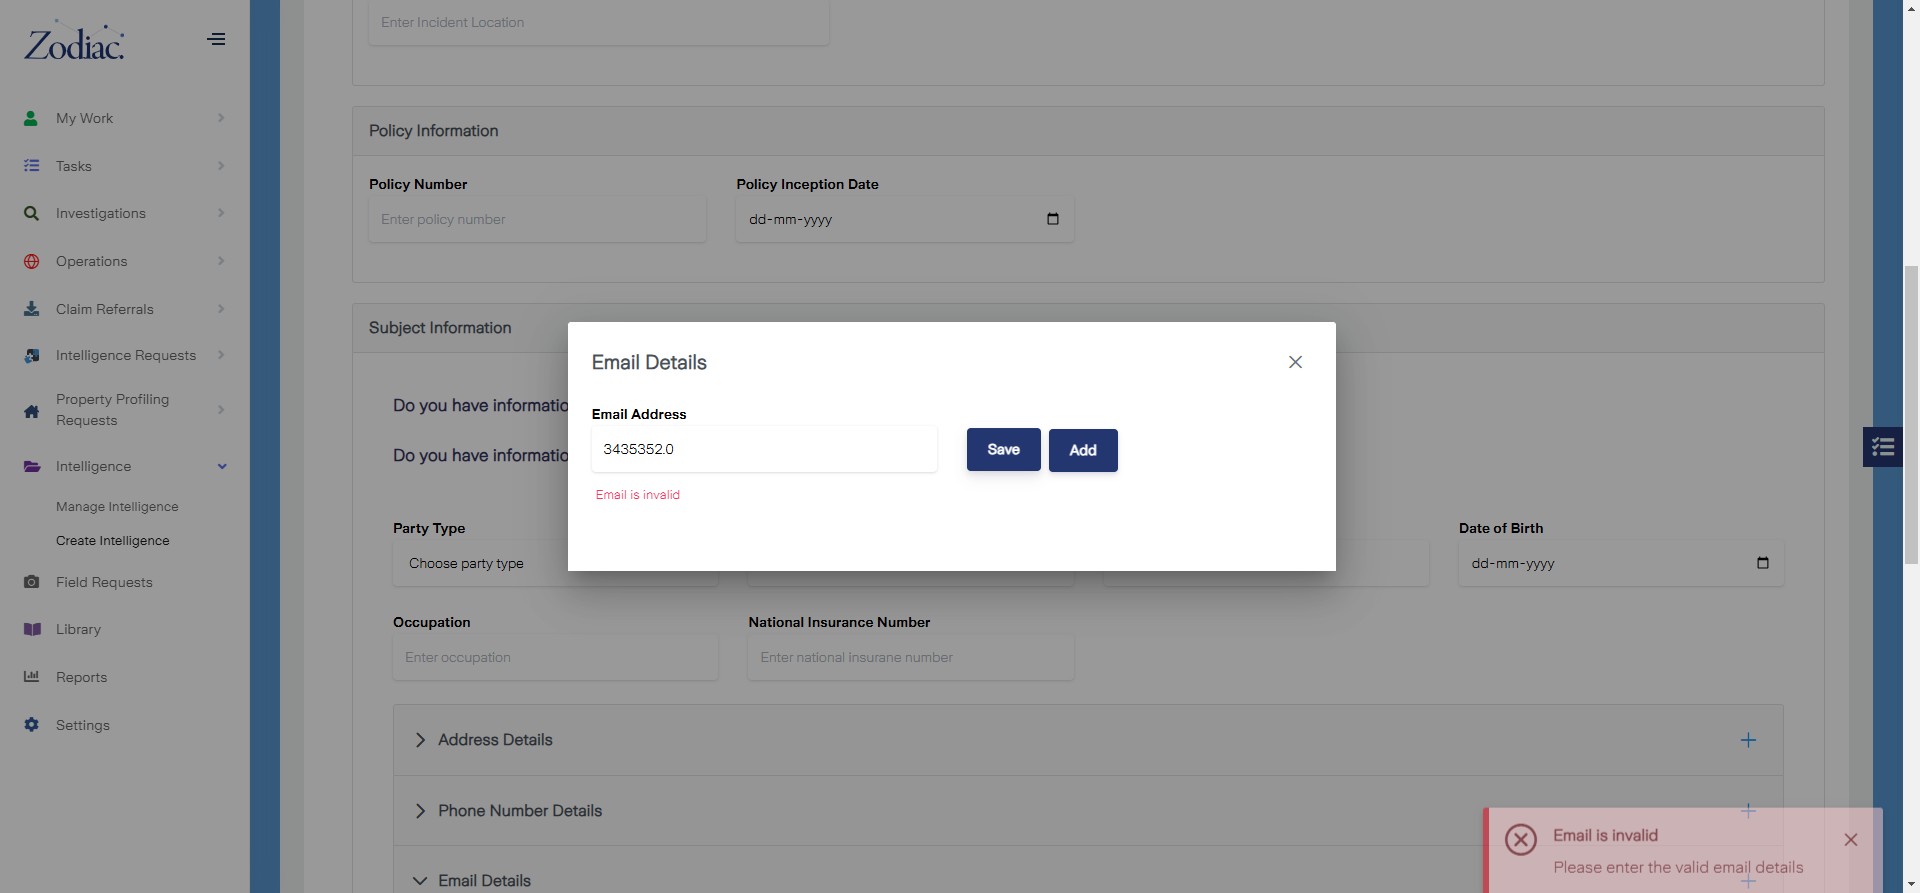 Zodiac.
My Work
Tasks
Investigations
Operations
Claim Referrals
Intelligence Requests
Property Profiling
Requests
Intelligence
Manage Intelligence
Create Intelligence
Field Requests
Library
Reports
Settings
Enter Incident Location
Policy Information
Policy Number
Policy Inception Date
Enter policy number
dd-mm-yyyy
Subject Information
Do you have informatio
Do you have informatio
Email Details
Email Address
3435352.0
Save
Add
Email is invalid
Party Type
Date of Birth
Choose party type
dd-mm-yyyy
Occupation
National Insurance Number
Enter occupation
Enter national insurane number
Address Details
Phone Number Details
Email Details
Email is invalid
Please enter the valid email details